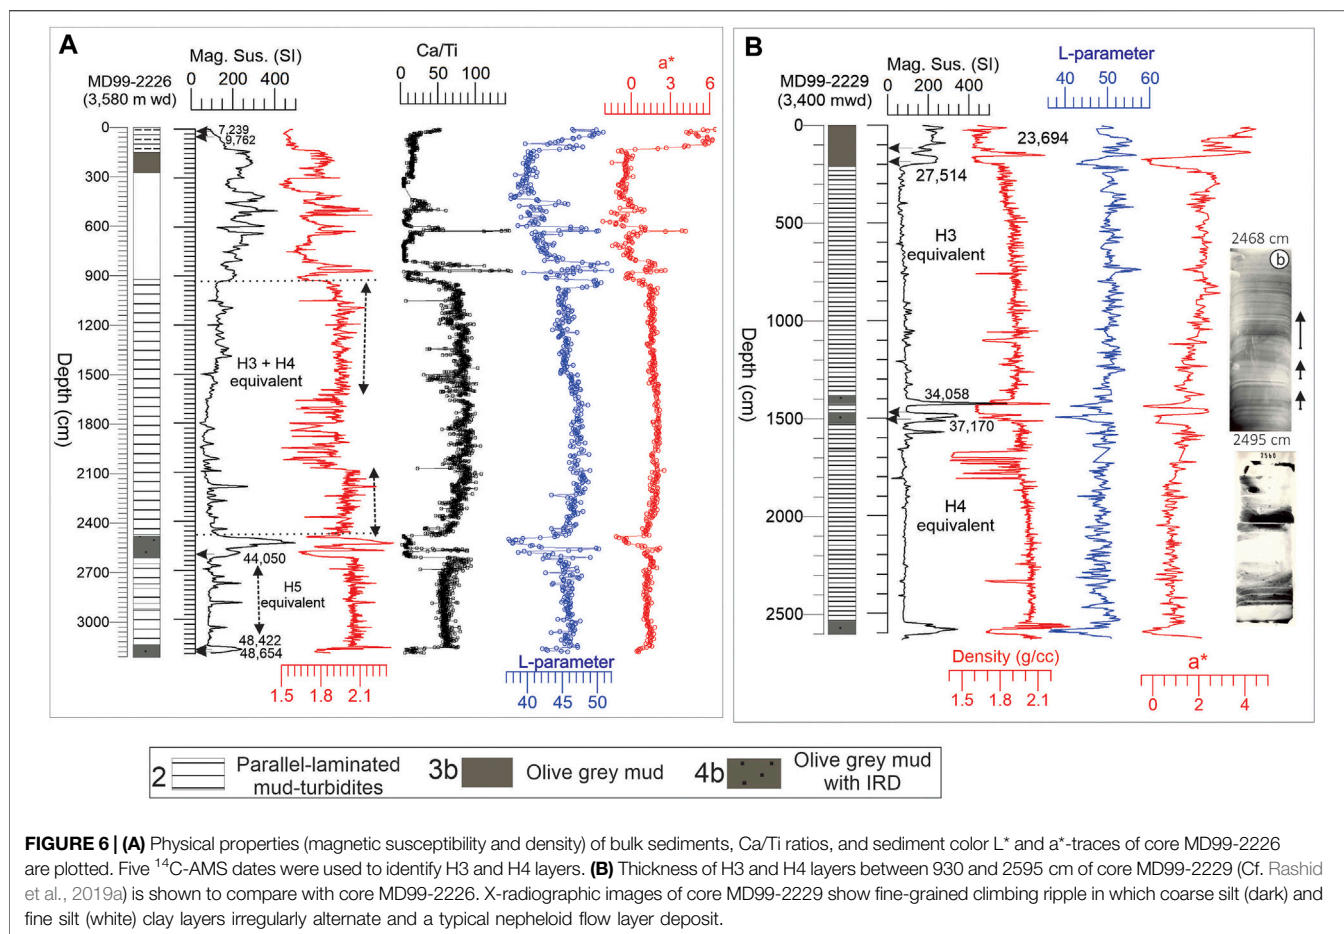 A
MD99-2226
(3,580 m wd)
Mag. Sus. (SI)
0 200 400
Ca/Ti
0 50 100
a*
0 3 6
Depth (cm)
0
300
600
900
1200
1500
1800
2100
2400
2700
3000
7,239
9,762
H3 + H4
equivalent
44,050
H5
equivalent
48,422
48,654
1.5 1.8 2.1
L-parameter
40 45 50
B
MD99-2229
(3,400 mwd)
Mag. Sus. (SI)
0 200 400
L-parameter
40 50 60
Depth (cm)
0
500
1000
1500
2000
2500
23,694
27,514
H3
equivalent
34,058
37,170
H4
equivalent
Density (g/cc)
1.5 1.8 2.1
a*
0 2 4
2468 cm
b
2495 cm
2560
2 Parallel-laminated
mud-turbidites
3b Olive grey mud
4b Olive grey mud
with IRD
FIGURE 6 | (A) Physical properties (magnetic susceptibility and density) of bulk sediments, Ca/Ti ratios, and sediment color L* and a*-traces of core MD99-2226
are plotted. Five 14C-AMS dates were used to identify H3 and H4 layers. (B) Thickness of H3 and H4 layers between 930 and 2595 cm of core MD99-2229 (Cf. Rashid
et al., 2019a) is shown to compare with core MD99-2226. X-radiographic images of core MD99-2229 show fine-grained climbing ripple in which coarse silt (dark) and
fine silt (white) clay layers irregularly alternate and a typical nepheloid flow layer deposit.